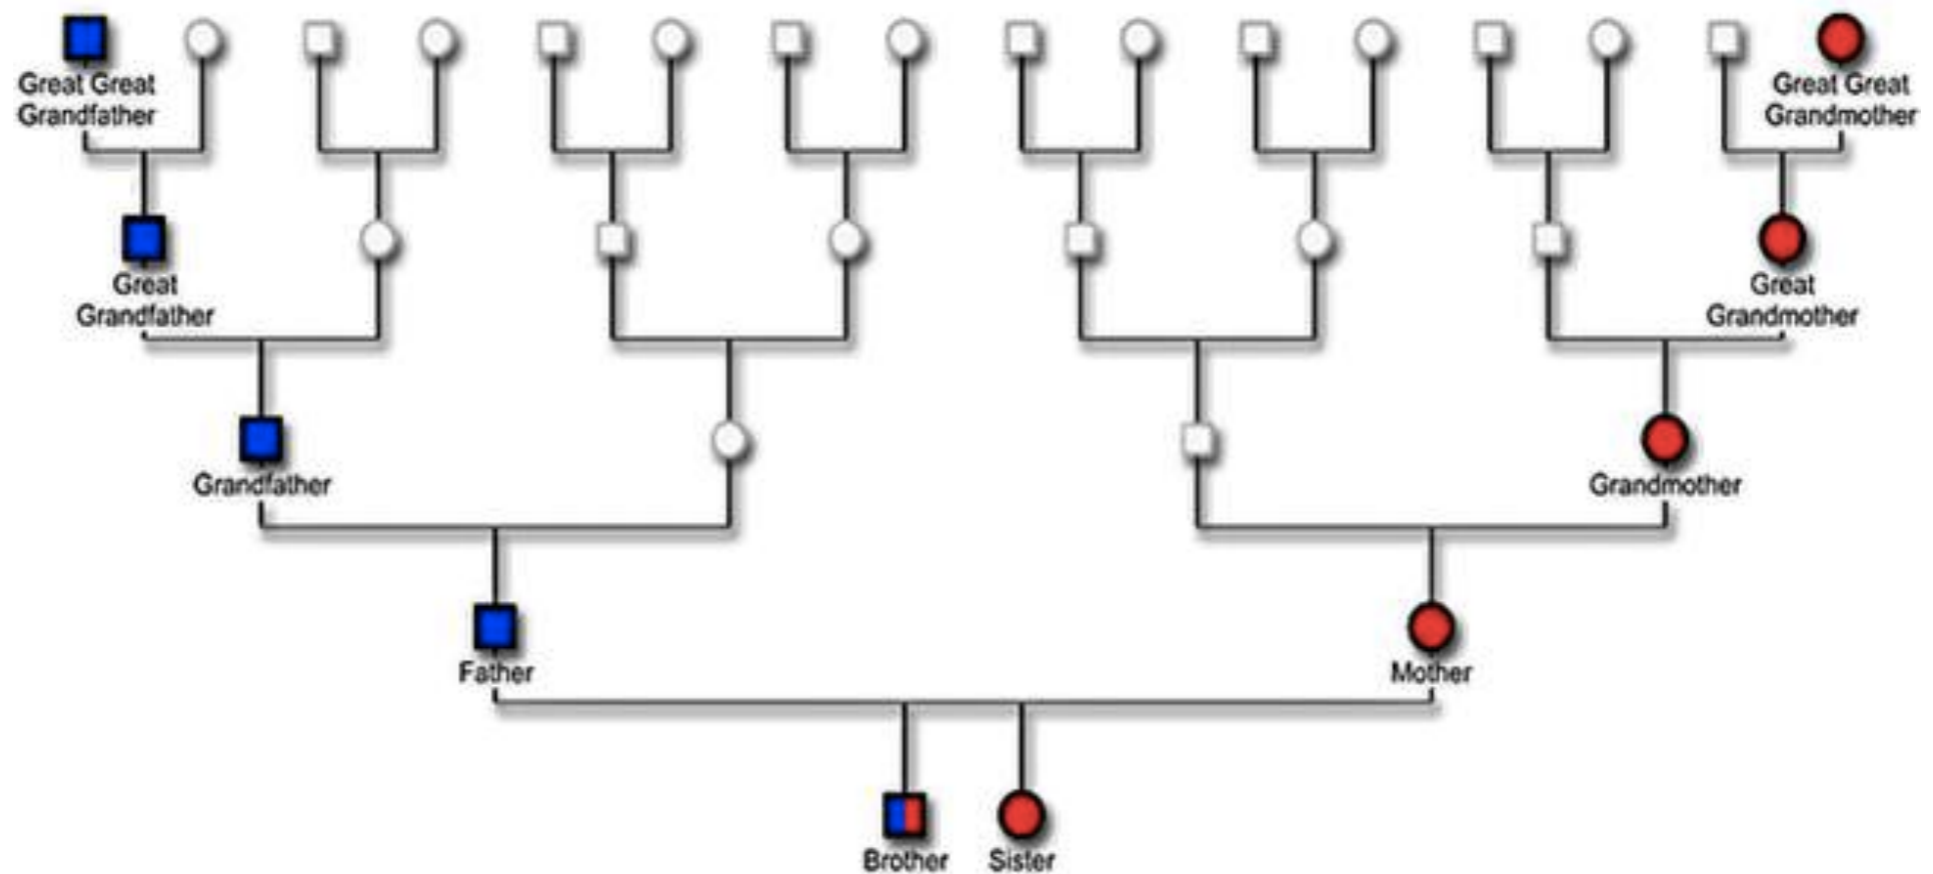 Great Great
Grandfather
Great Great
Grandmother
Great
Grandfather
Great
Grandmother
Grandfather
Grandmother
Father
Mother
Brother
Sister